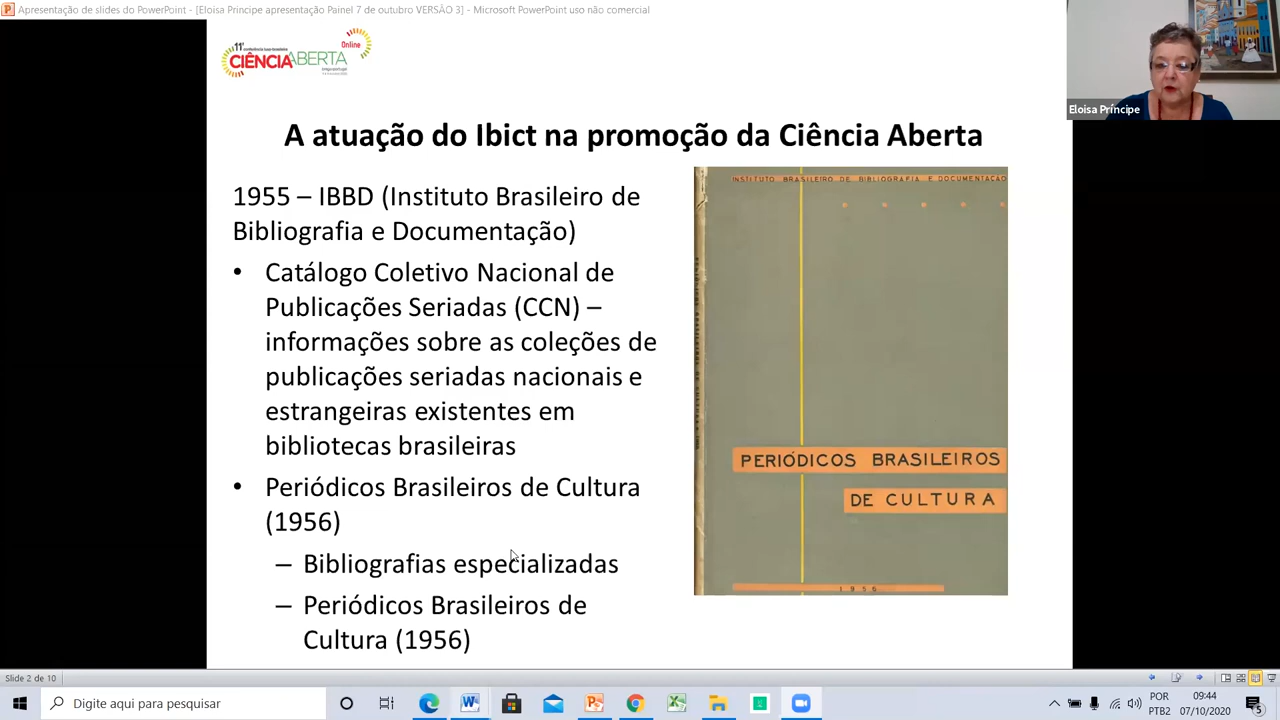 Apresentação de slides do PowerPoint - [Eloisa Principe apresentação Painel 7 de outubro VERSÃO 3] - Microsoft PowerPoint uso não comercial
11ª
Online
CIÊNCIAABERTA
Eloisa Príncipe
A atuação do Ibict na promoção da Ciência Aberta
1955 – IBBD (Instituto Brasileiro de
Bibliografia e Documentação)
• Catálogo Coletivo Nacional de
Publicações Seriadas (CCN) –
informações sobre as coleções de
publicações seriadas nacionais e
estrangeiras existentes em
bibliotecas brasileiras
• Periódicos Brasileiros de Cultura
(1956)
– Bibliografias especializadas
– Periódicos Brasileiros de
Cultura (1956)
INSTITUTO BRASILEIRO DE BIBLIOGRAFIA E DOCUMENTAÇÃO
PERIÓDICOS BRASILEIROS
DE CULTURA
1956
Slide 2 de 10
Digite aqui para pesquisar
POR
PTB2
09:44
07/10/2020
5